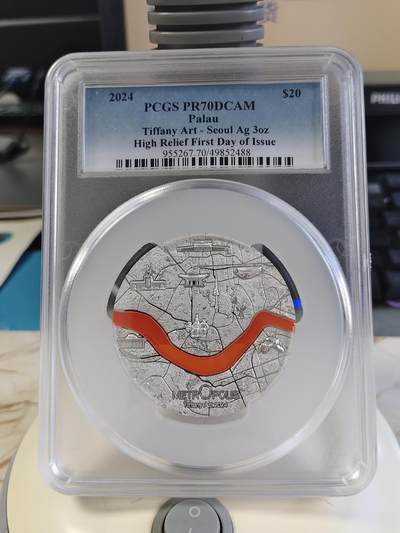 2024 $20
PCGS PR70DCAM
Palau
Tiffany Art - Seoul Ag 3oz
High Relief First Day of Issue
955267.70/49852488
METROPOLIS
PHILIPS